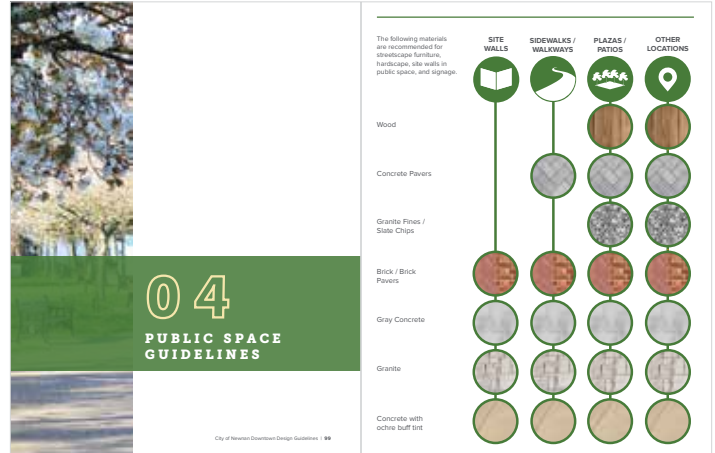 04
PUBLIC SPACE
GUIDELINES
City of Newton Downtown Design Guidelines | 99
The following materials
are recommended for
streetscape furniture,
hardscape, site walls in
public space, and signage.
SITE
WALLS
SIDEWALKS /
WALKWAYS
PLAZAS /
PATIOS
OTHER
LOCATIONS
Wood
Concrete Pavers
Granite Fines /
Slate Chips
Brick / Brick
Pavers
Gray Concrete
Granite
Concrete with
ochre buff tint